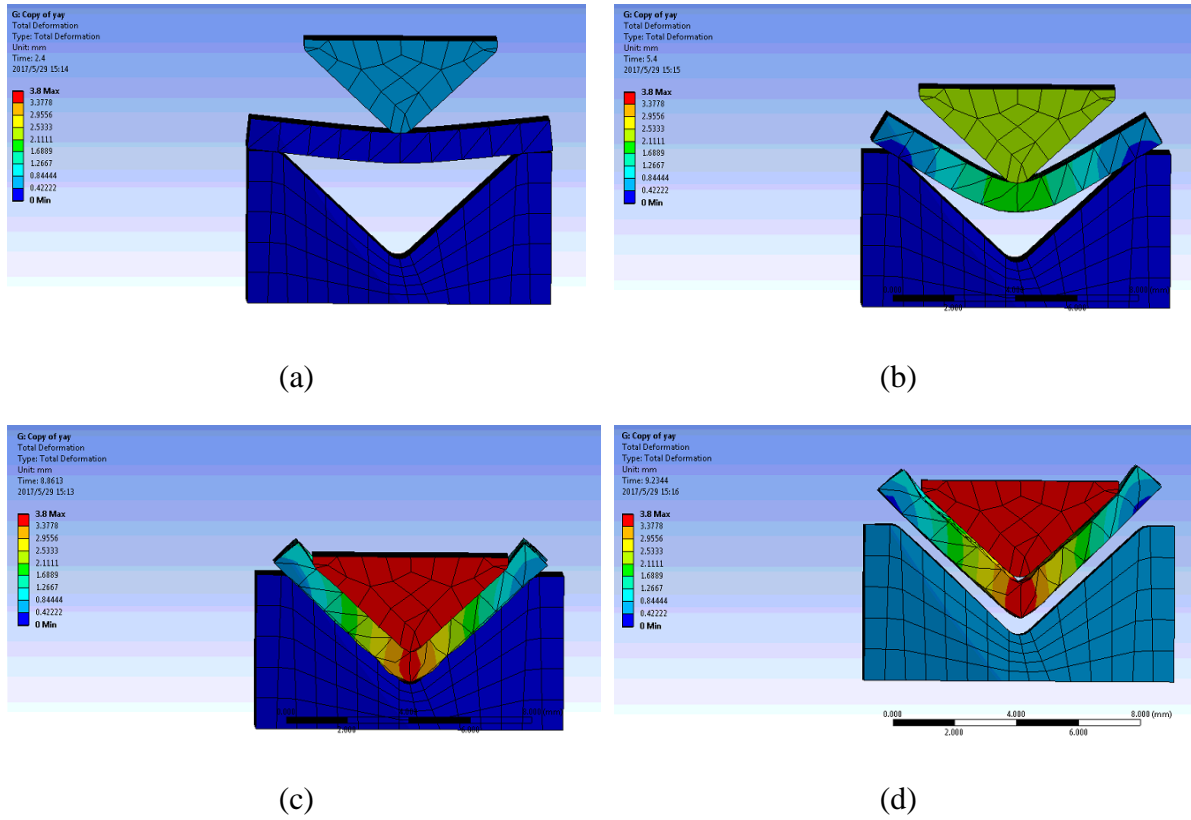 G: Copy of yay
Total Deformation
Type: Total Deformation
Unit: mm
Time: 2.4
2017/5/29 15:14
3.8 Max
3.3778
2.9556
2.5333
2.1111
1.6889
1.2667
0.84444
0.42222
0 Min
(a)
G: Copy of yay
Total Deformation
Type: Total Deformation
Unit: mm
Time: 5.4
2017/5/29 15:15
3.8 Max
3.3778
2.9556
2.5333
2.1111
1.6889
1.2667
0.84444
0.42222
0 Min
2.000
(b)
G: Copy of yay
Total Deformation
Type: Total Deformation
Unit: mm
Time: 8.8613
2017/5/29 15:13
3.8 Max
3.3778
2.9556
2.5333
2.1111
1.6889
1.2667
0.84444
0.42222
0 Min
(c)
G: Copy of yay
Total Deformation
Type: Total Deformation
Unit: mm
Time: 9.2344
2017/5/29 15:16
3.8 Max
3.3778
2.9556
2.5333
2.1111
1.6889
1.2667
0.84444
0.42222
0 Min
0.000 4.000 8.000 (mm)
2.000 6.000
(d)